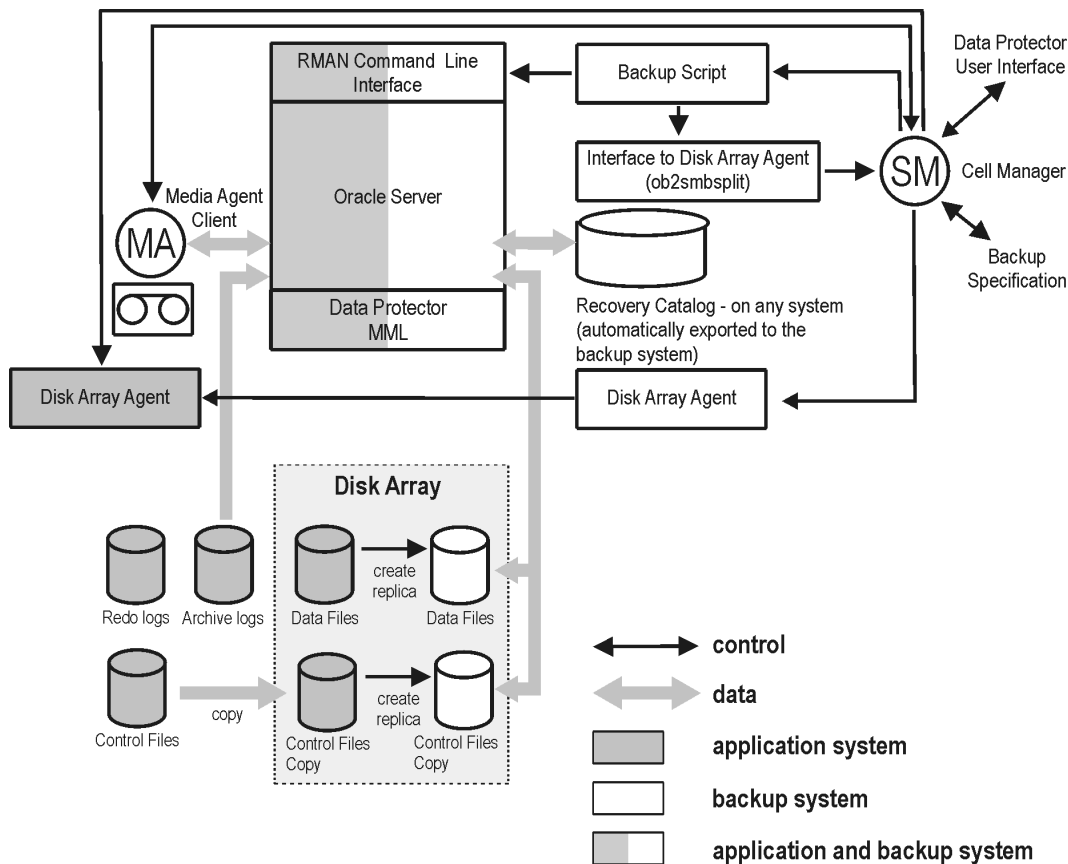 RMAN Command Line
Interface
Backup Script
Data Protector
User Interface
Interface to Disk Array Agent
(ob2smbsplit)
SM
Cell Manager
Media Agent
Client
Oracle Server
MA
Backup
Specification
Data Protector
MML
Recovery Catalog - on any system
(automatically exported to the
backup system)
Disk Array Agent
Disk Array Agent
Disk Array
create
replica
Redo logs
Archive logs
Data Files
Data Files
control
data
create
replica
copy
Control Files
Control Files
Copy
Control Files
Copy
application system
backup system
application and backup system